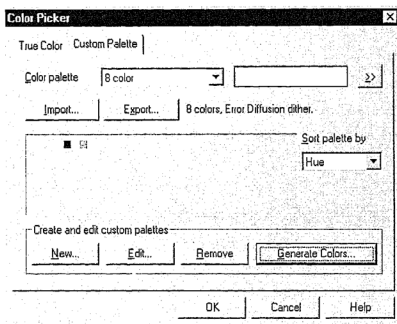 Color Picker
True Color Custom Palette
Color palette 8 color >>
Import... Export... 8 colors, Error Diffusion dither.
Sort palette by
Hue
Create and edit custom palettes
New... Edit... Remove Generate Colors...
OK Cancel Help